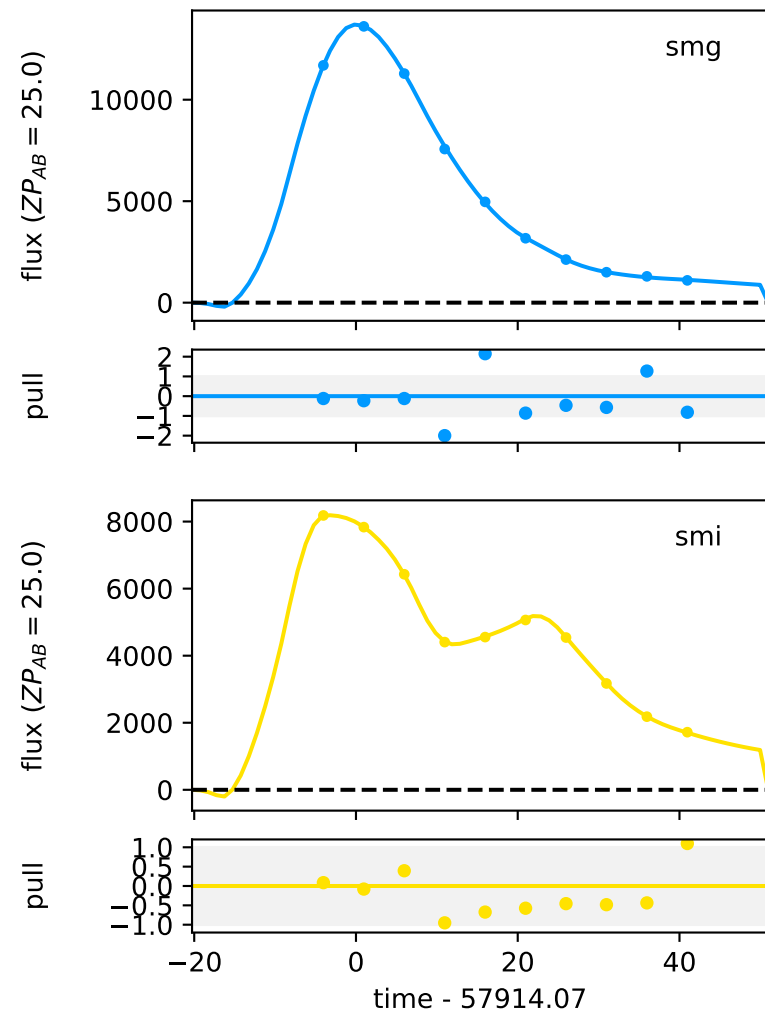 smg
flux (ZP_AB = 25.0)
10000
5000
0
2
1
0
−1
−2
pull
smi
flux (ZP_AB = 25.0)
8000
6000
4000
2000
0
1.0
0.5
0.0
−0.5
−1.0
pull
−20 0 20 40
time - 57914.07